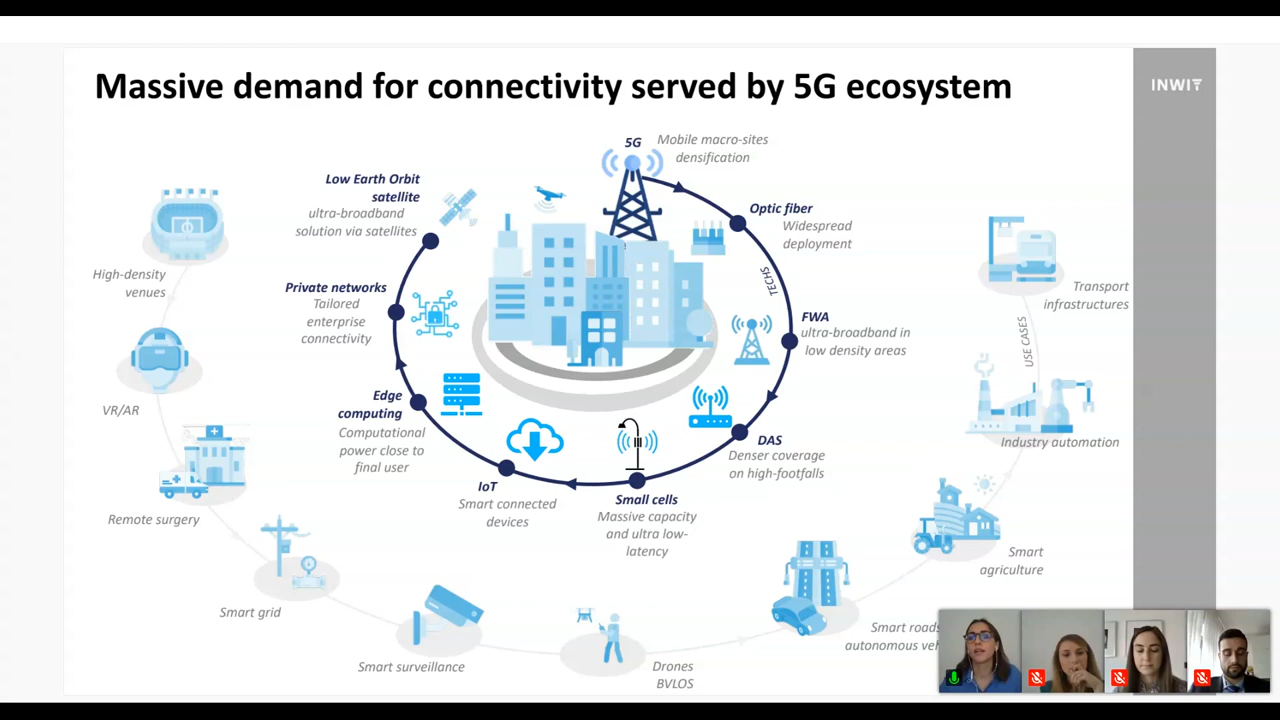 Massive demand for connectivity served by 5G ecosystem
INWIT
5G
Mobile macro-sites
densification
Optic fiber
Widespread
deployment
TECHS
FWA
ultra-broadband in
low density areas
DAS
Denser coverage
on high-footfalls
Small cells
Massive capacity
and ultra low-
latency
IoT
Smart connected
devices
Edge
computing
Computational
power close to
final user
Private networks
Tailored
enterprise
connectivity
Low Earth Orbit
satellite
ultra-broadband
solution via satellites
Transport
infrastructures
USE CASES
Industry automation
Smart
agriculture
Smart roads
autonomous veh
Drones
BVLOS
Smart surveillance
Smart grid
Remote surgery
VR/AR
High-density
venues